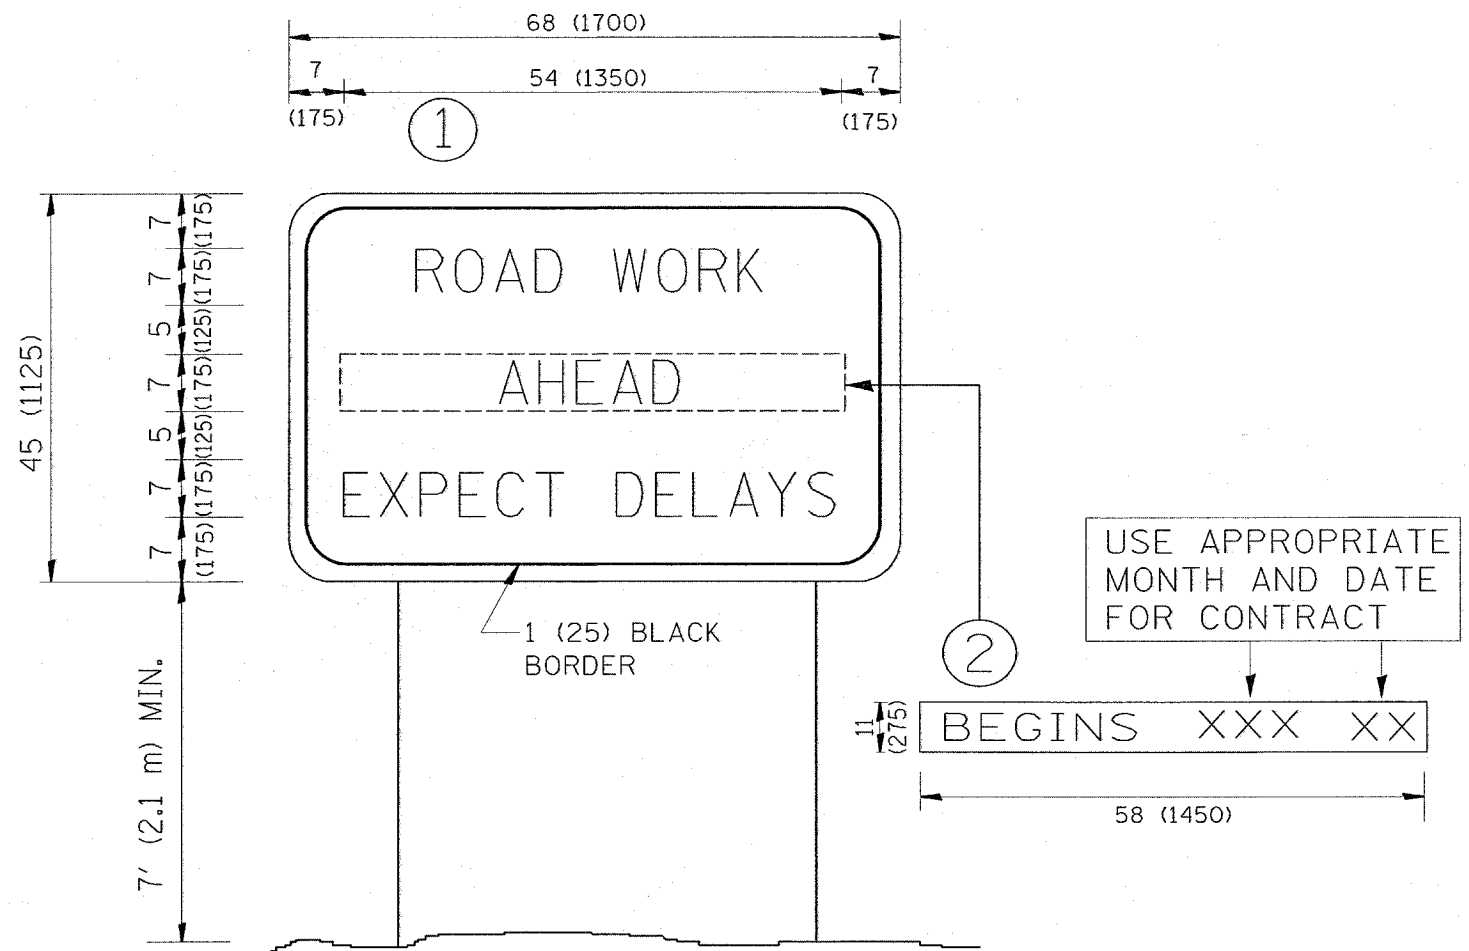 68 (1700)
7
54 (1350)
7
(175)
(175)
1
45 (1125)
7
(175)
7
(175)
5
(125)
7
(175)
5
(125)
7
(175)
7
(175)
ROAD WORK
AHEAD
EXPECT DELAYS
1 (25) BLACK
BORDER
7' (2.1 m) MIN.
USE APPROPRIATE
MONTH AND DATE
FOR CONTRACT
2
11
(275)
BEGINS XXX XX
58 (1450)